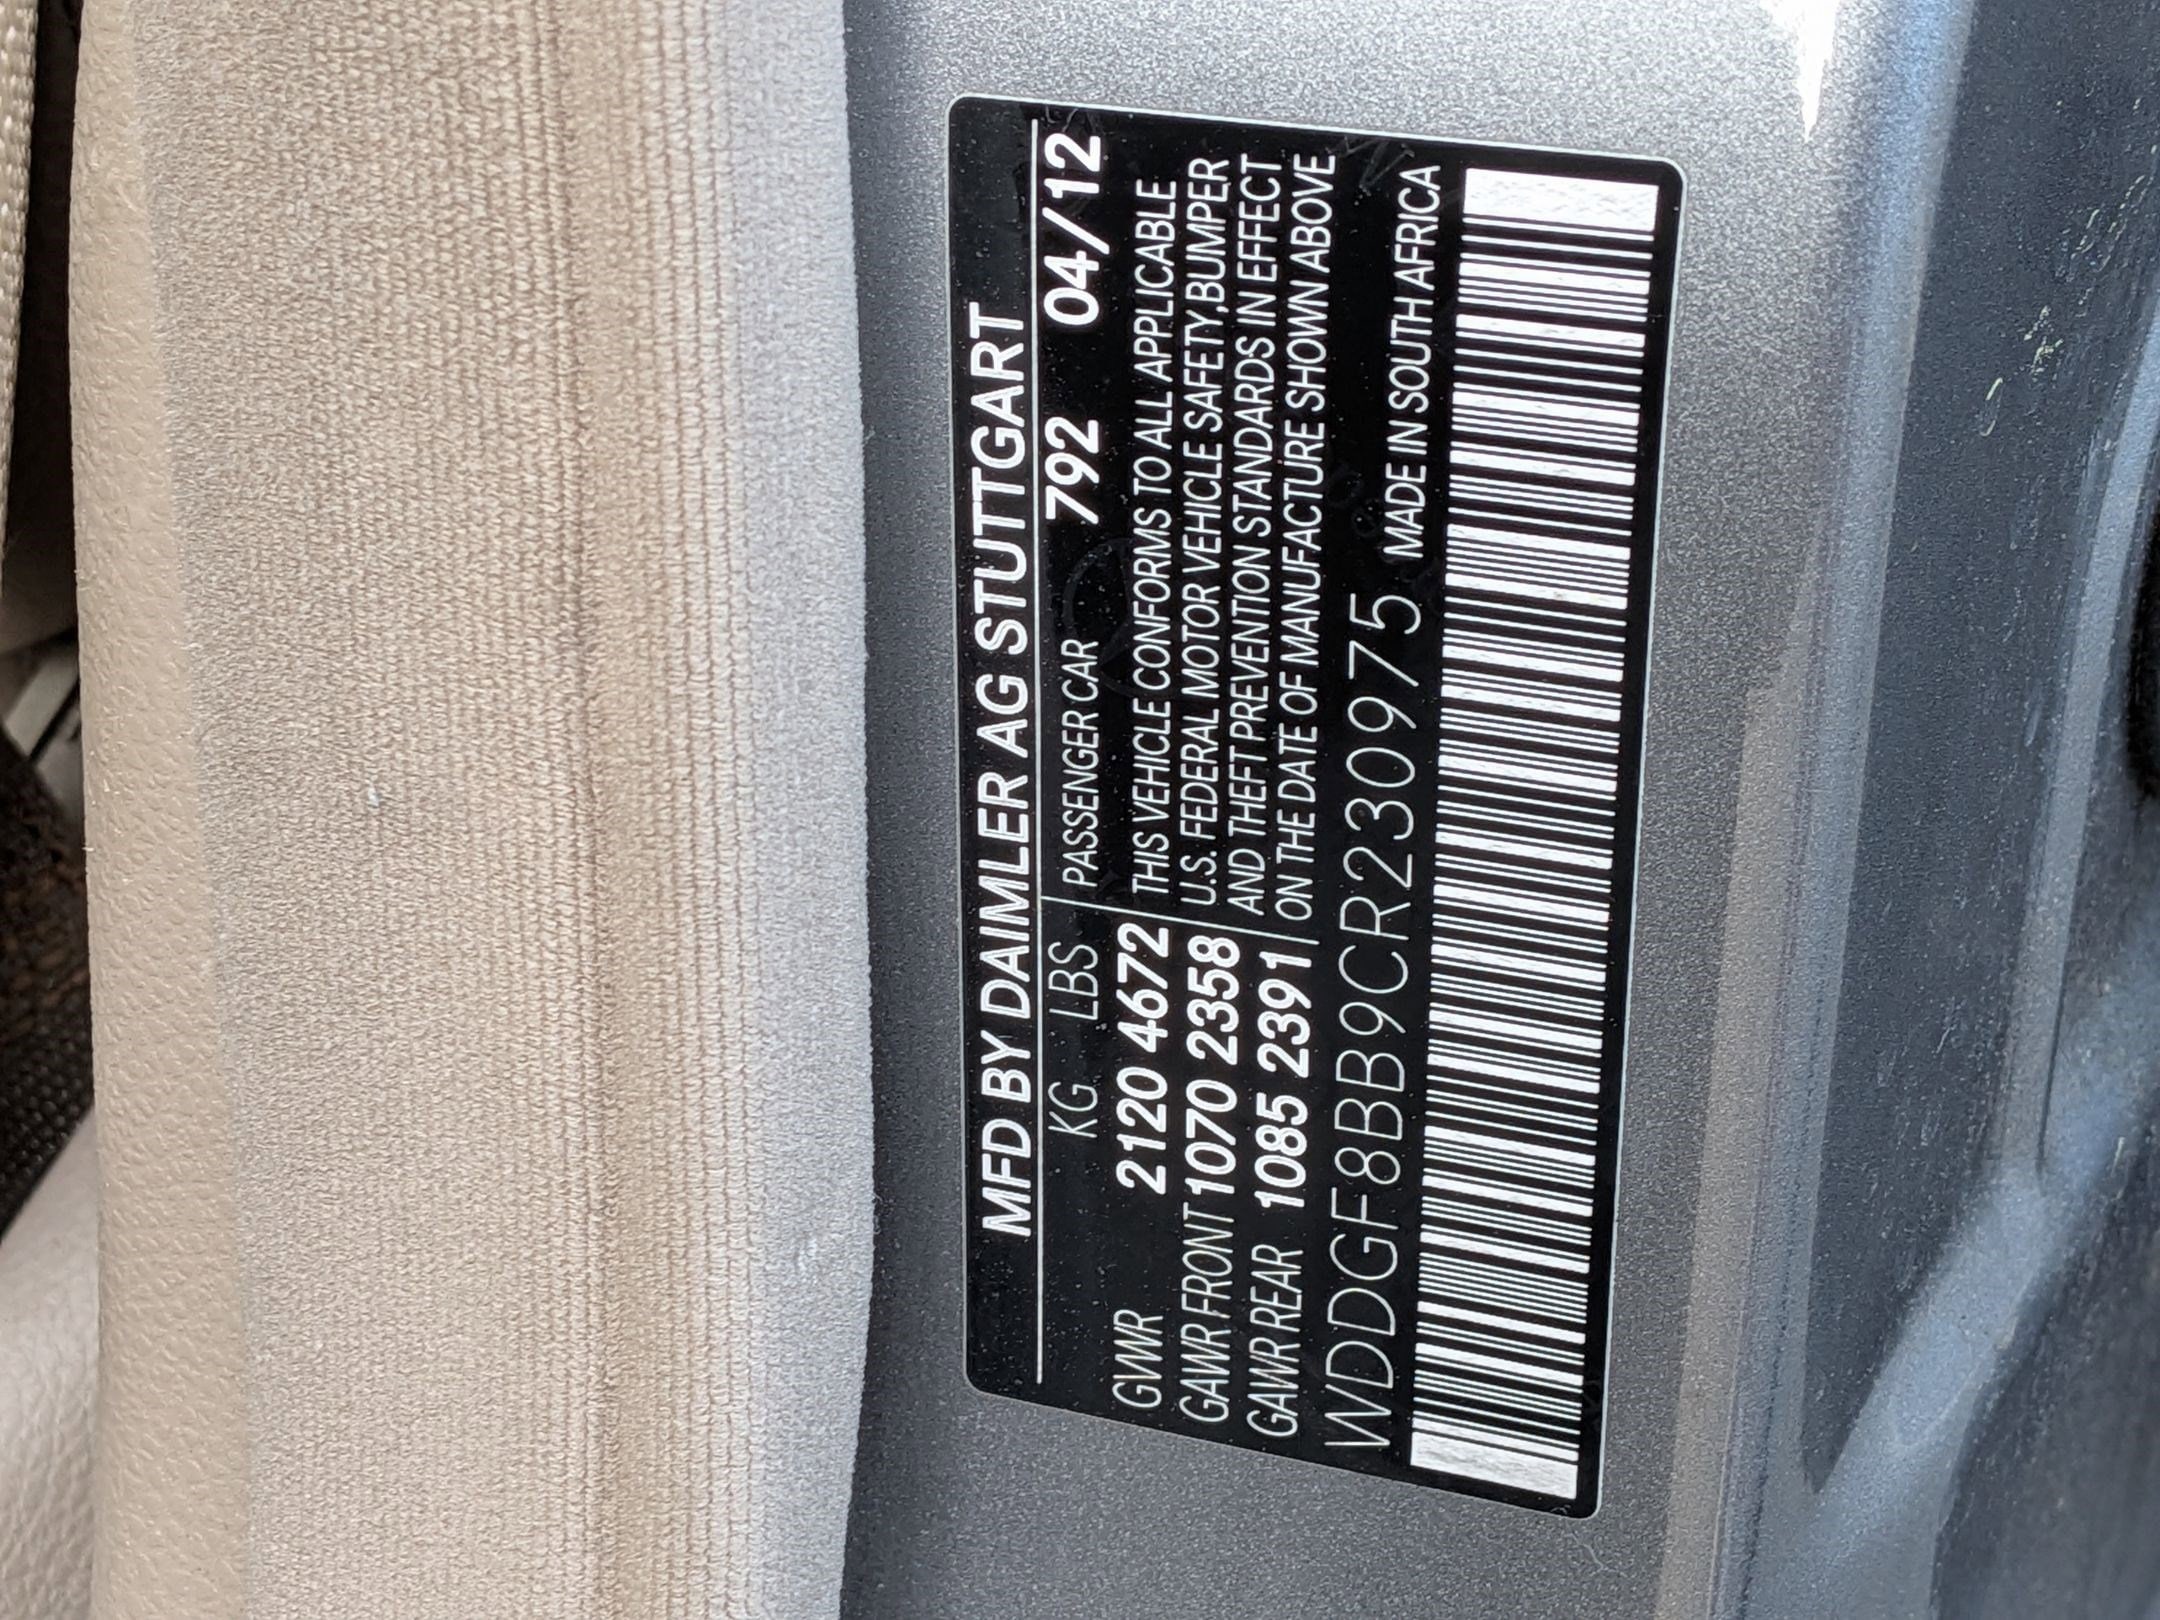 MFD BY DAIMLER AG STUTTGART
KG LBS PASSENGER CAR 792 04/12
GVWR 2120 4672 THIS VEHICLE CONFORMS TO ALL APPLICABLE
GAWR FRONT 1070 2358 U.S. FEDERAL MOTOR VEHICLE SAFETY,BUMPER
GAWR REAR 1085 2391 AND THEFT PREVENTION STANDARDS IN EFFECT
ON THE DATE OF MANUFACTURE SHOWN ABOVE
WDDGF8BB9CR230975 MADE IN SOUTH AFRICA